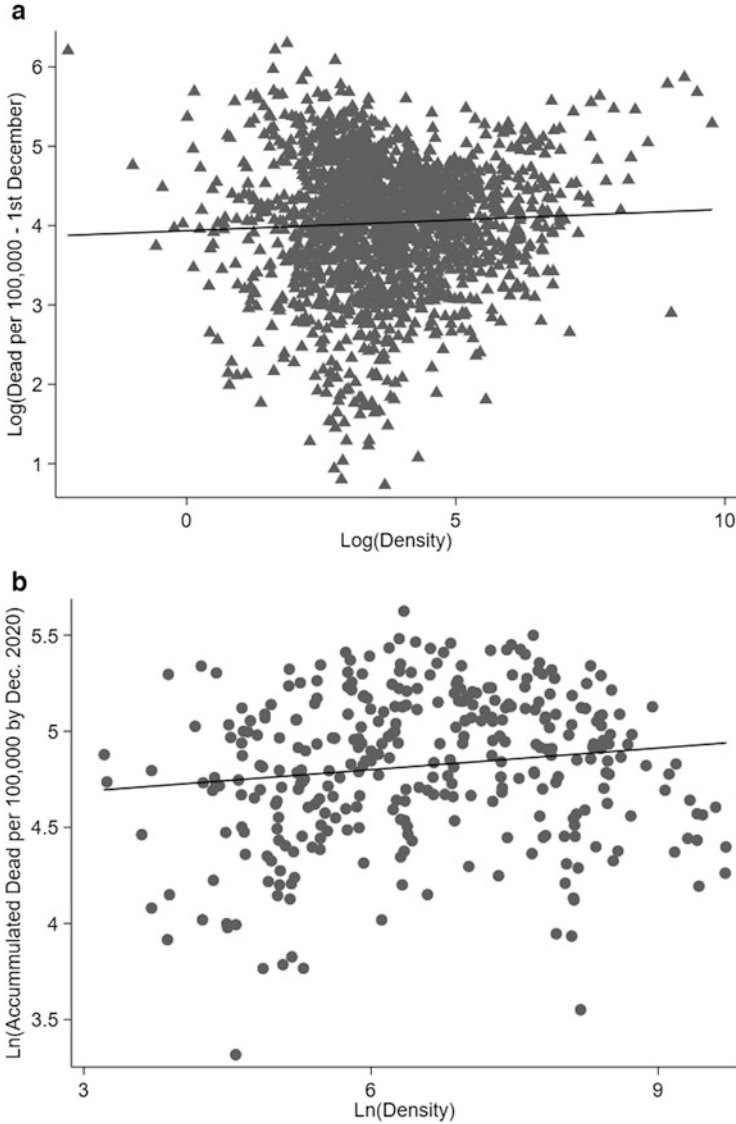 a
Log(Dead per 100,000 - 1st December)
6
5
4
3
2
1
0
5
10
Log(Density)
b
Ln(Accummulated Dead per 100,000 by Dec. 2020)
5.5
5
4.5
4
3.5
3
6
9
Ln(Density)